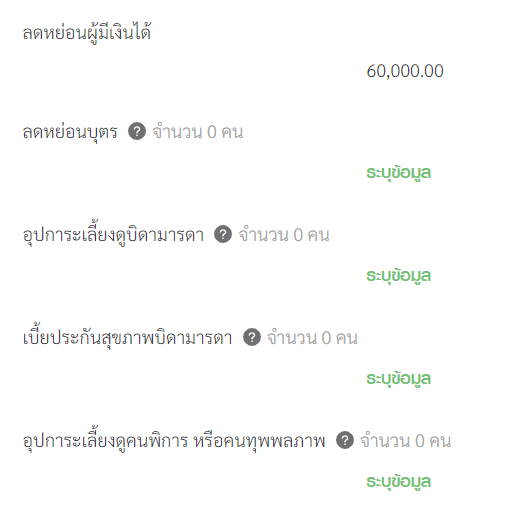 ลดหย่อนผู้มีเงินได้
60,000.00
ลดหย่อนบุตร ? จำนวน 0 คน
ระบุข้อมูล
อุปการะเลี้ยงดูบิดามารดา ? จำนวน 0 คน
ระบุข้อมูล
เบี้ยประกันสุขภาพบิดามารดา ? จำนวน 0 คน
ระบุข้อมูล
อุปการะเลี้ยงดูคนพิการ หรือคนทุพพลภาพ ? จำนวน 0 คน
ระบุข้อมูล